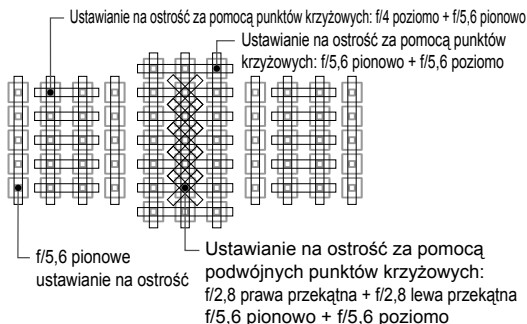 Ustawianie na ostrość za pomocą punktów krzyżowych: f/4 poziomo + f/5,6 pionowo
Ustawianie na ostrość za pomocą punktów
krzyżowych: f/5,6 pionowo + f/5,6 poziomo
f/5,6 pionowe
ustawianie na ostrość
Ustawianie na ostrość za pomocą
podwójnych punktów krzyżowych:
f/2,8 prawa przekątna + f/2,8 lewa przekątna
f/5,6 pionowo + f/5,6 poziomo